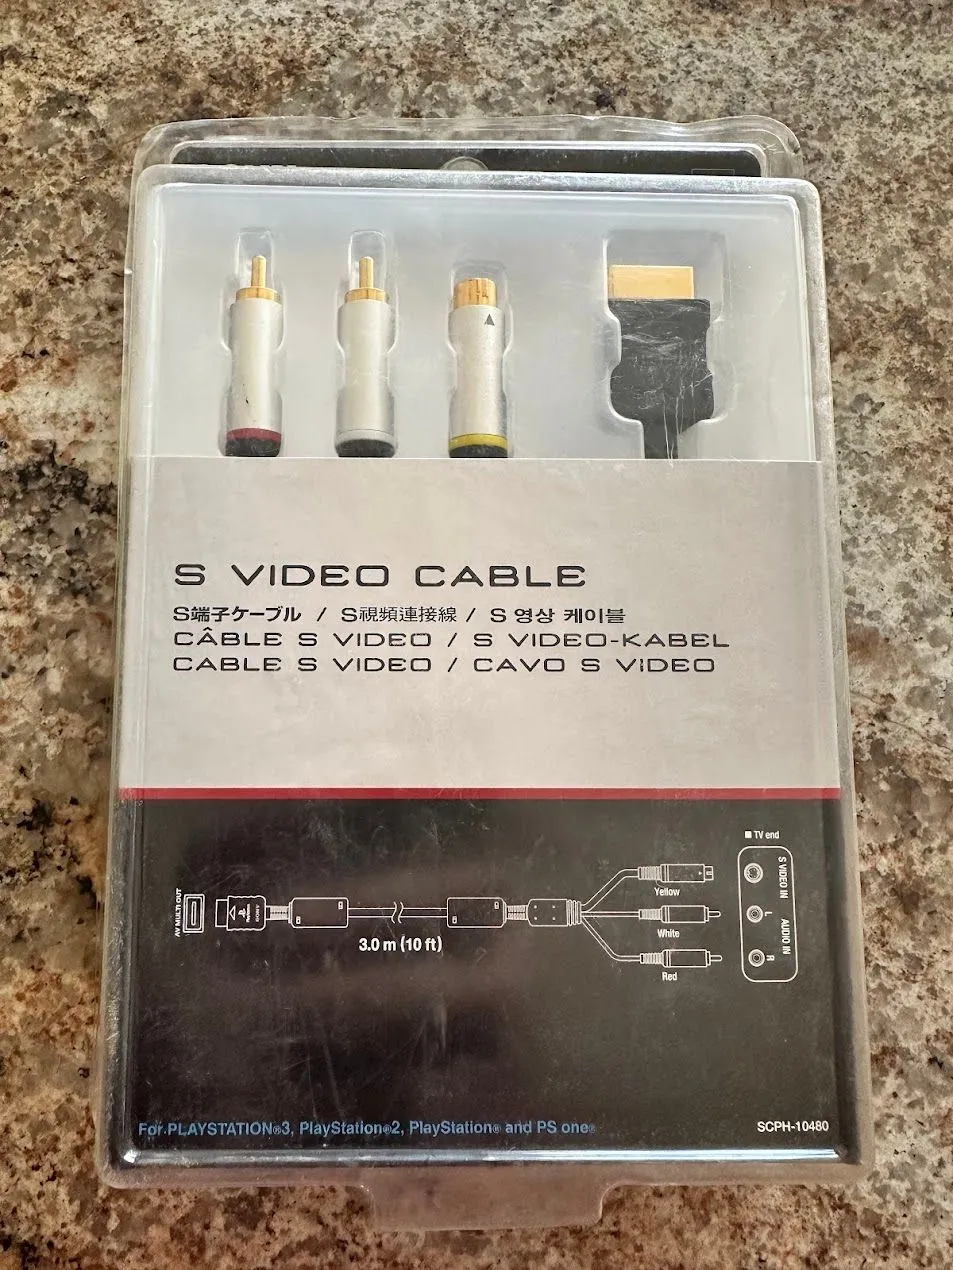 S VIDEO CABLE
S端子ケーブル / S視頻連接線 / S 영상 케이블
CÂBLE S VIDEO / S VIDEO-KABEL
CABLE S VIDEO / CAVO S VIDEO
■ TV end
AV MULTI OUT
3.0 m (10 ft)
Yellow
White
Red
S VIDEO IN
L
AUDIO IN
R
For PLAYSTATION®3, PlayStation®2, PlayStation® and PS one®
SCPH-10480